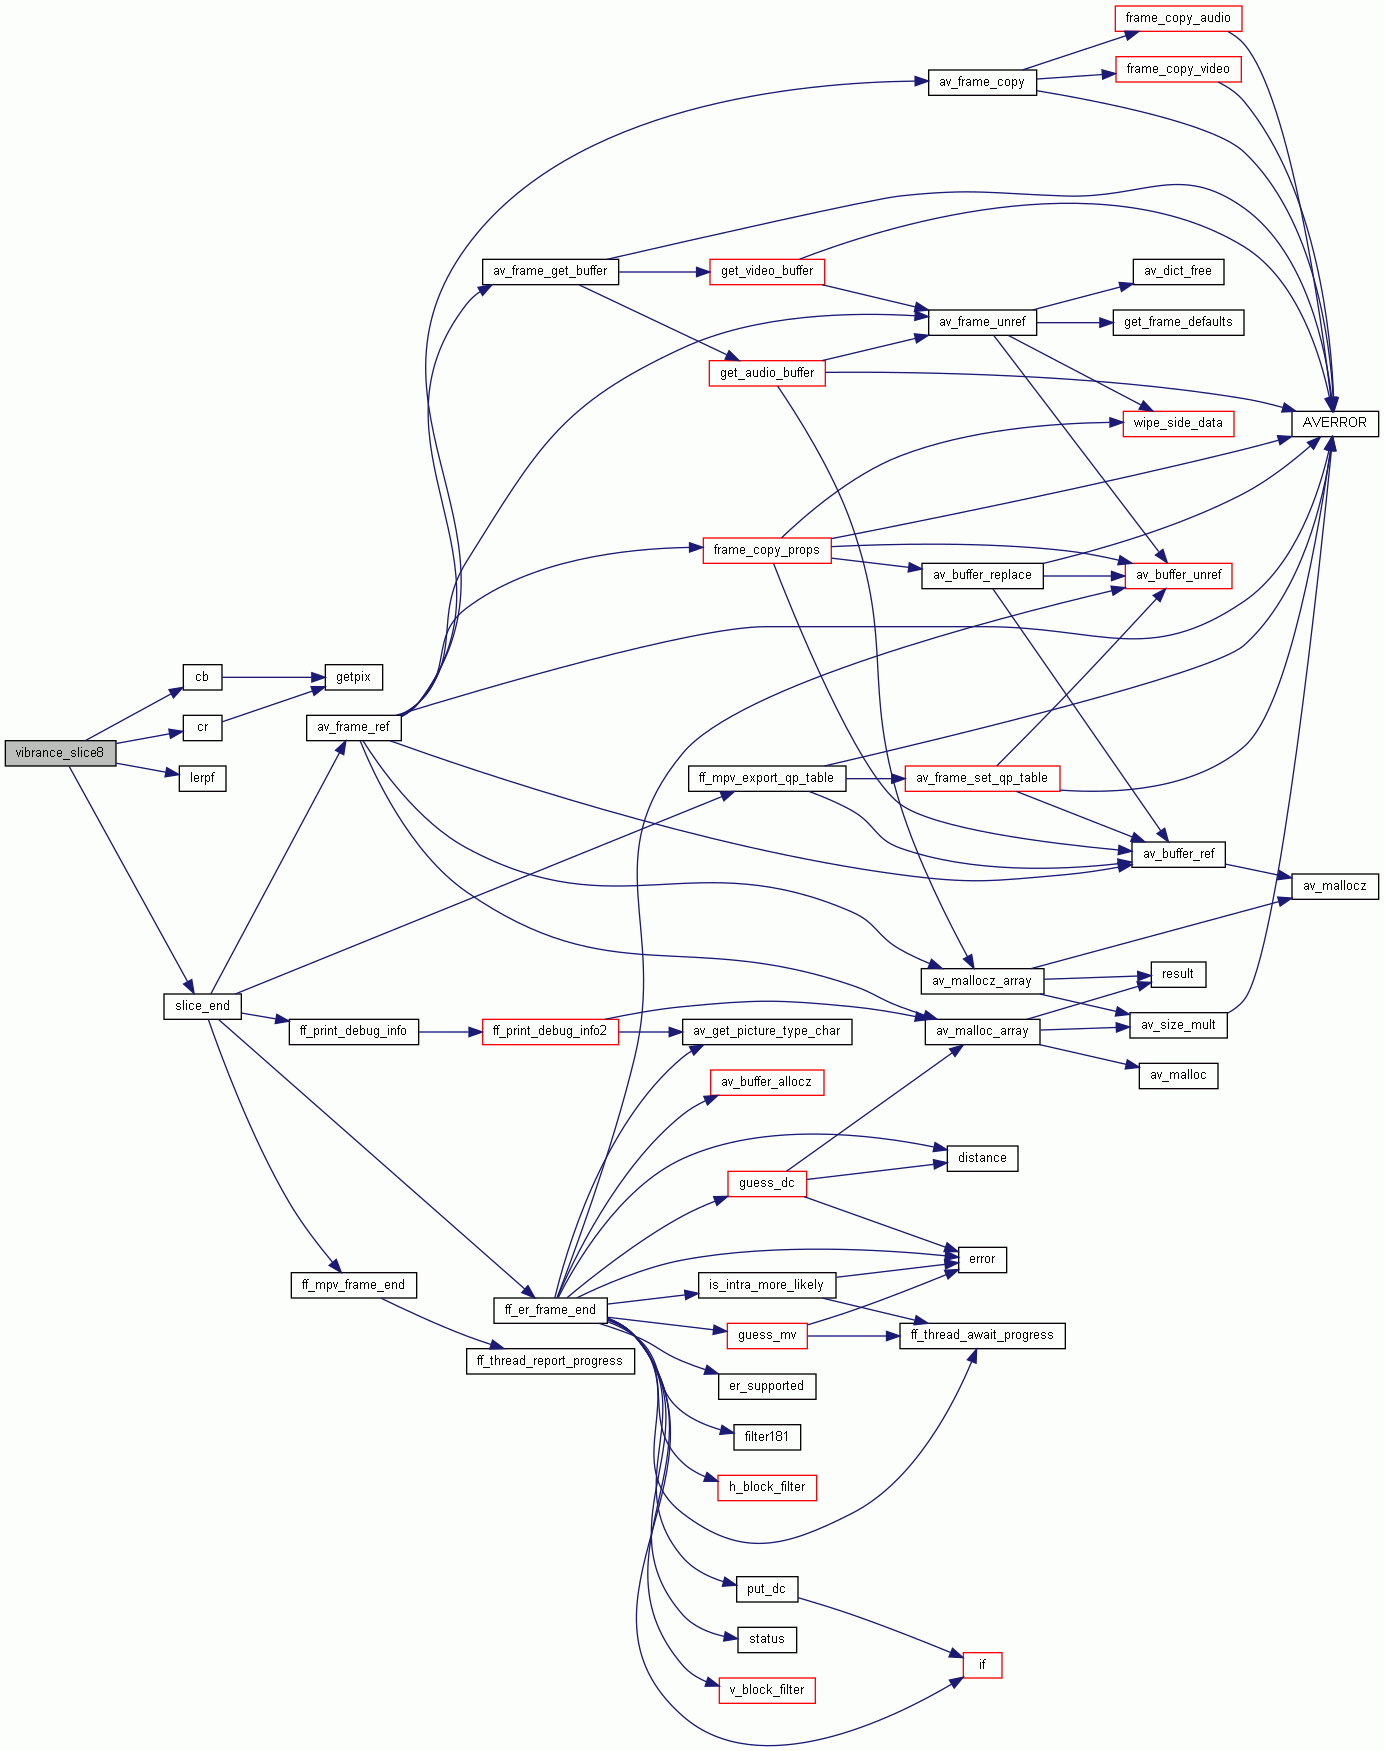 frame_copy_audio
frame_copy_video
av_frame_copy
av_frame_get_buffer
get_video_buffer
av_dict_free
av_frame_unref
get_frame_defaults
get_audio_buffer
wipe_side_data
AVERROR
frame_copy_props
av_buffer_replace
av_buffer_unref
cb
getpix
cr
av_frame_ref
vibrance_slice8
lerpf
ff_mpv_export_qp_table
av_frame_set_qp_table
av_buffer_ref
av_mallocz
av_mallocz_array
result
slice_end
ff_print_debug_info
ff_print_debug_info2
av_get_picture_type_char
av_malloc_array
av_size_mult
av_malloc
av_buffer_allocz
distance
guess_dc
error
ff_mpv_frame_end
is_intra_more_likely
ff_er_frame_end
guess_mv
ff_thread_await_progress
ff_thread_report_progress
er_supported
filter181
h_block_filter
put_dc
status
if
v_block_filter